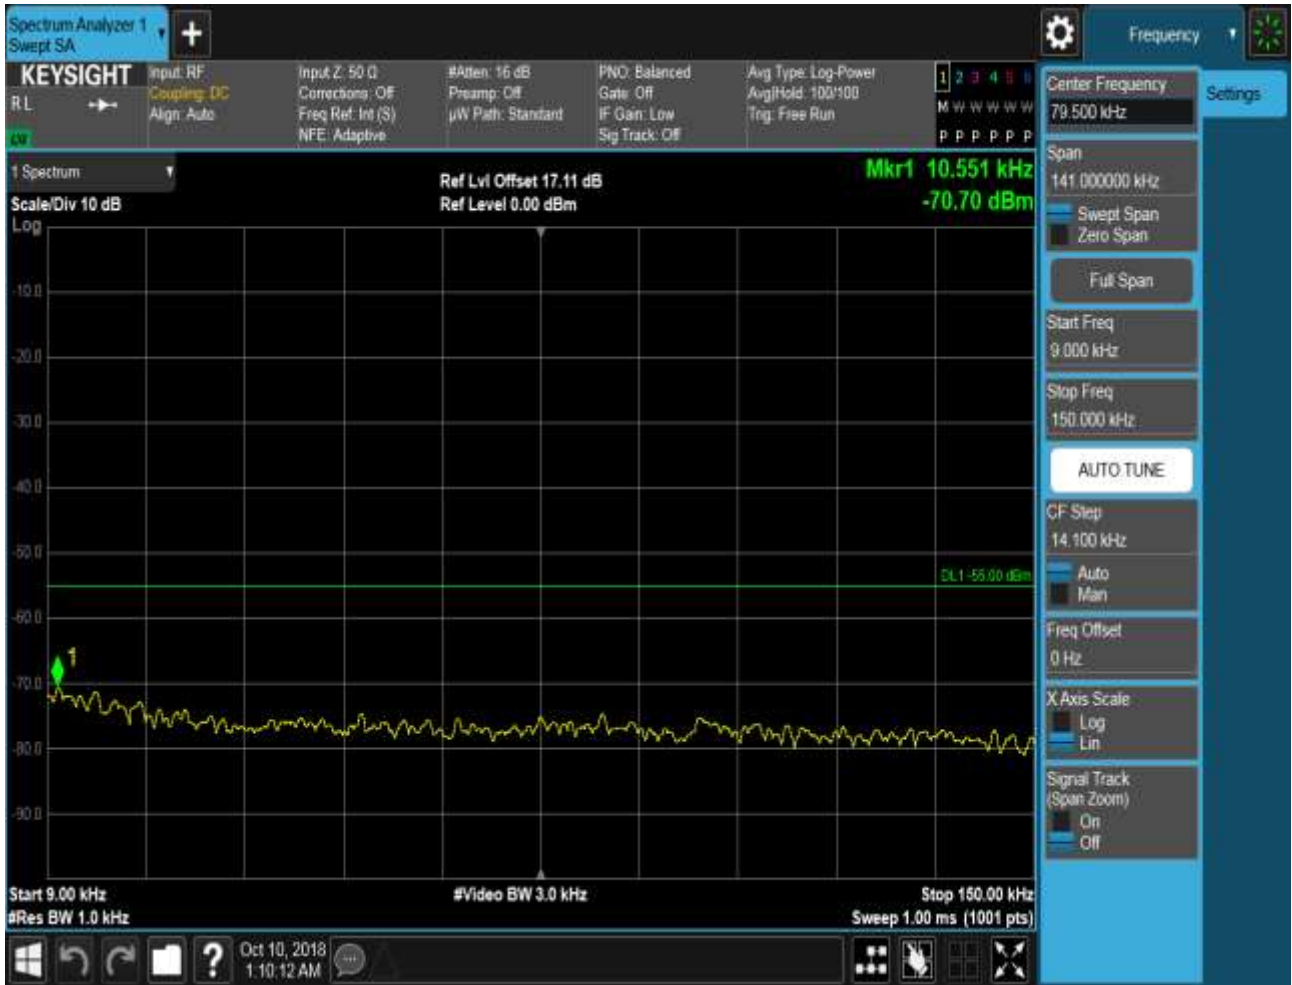 Spectrum Analyzer 1
Swept SA
+
Frequency
KEYSIGHT
R L
Input: RF
Coupling: DC
Align: Auto
Input Z: 50 Ω
Corrections: Off
Freq Ref: Int (S)
NFE: Adaptive
#Atten: 16 dB
Preamp: Off
µW Path: Standard
PNO: Balanced
Gate: Off
IF Gain: Low
Sig Track: Off
Avg Type: Log-Power
Avg|Hold: 100/100
Trig: Free Run
1 2 3 4 5 6
M W W W W W
P P P P P P
1 Spectrum
Scale/Div 10 dB
Ref Lvl Offset 17.11 dB
Ref Level 0.00 dBm
Mkr1 10.551 kHz
-70.70 dBm
Log
-10.0
-20.0
-30.0
-40.0
-50.0
DL1 -55.00 dBm
-60.0
1
-70.0
-80.0
-90.0
Start 9.00 kHz
#Video BW 3.0 kHz
Stop 150.00 kHz
#Res BW 1.0 kHz
Sweep 1.00 ms (1001 pts)
?
Oct 10, 2018
1:10:12 AM
Center Frequency
79.500 kHz
Settings
Span
141.000000 kHz
Swept Span
Zero Span
Full Span
Start Freq
9.000 kHz
Stop Freq
150.000 kHz
AUTO TUNE
CF Step
14.100 kHz
Auto
Man
Freq Offset
0 Hz
X Axis Scale
Log
Lin
Signal Track
(Span Zoom)
On
Off